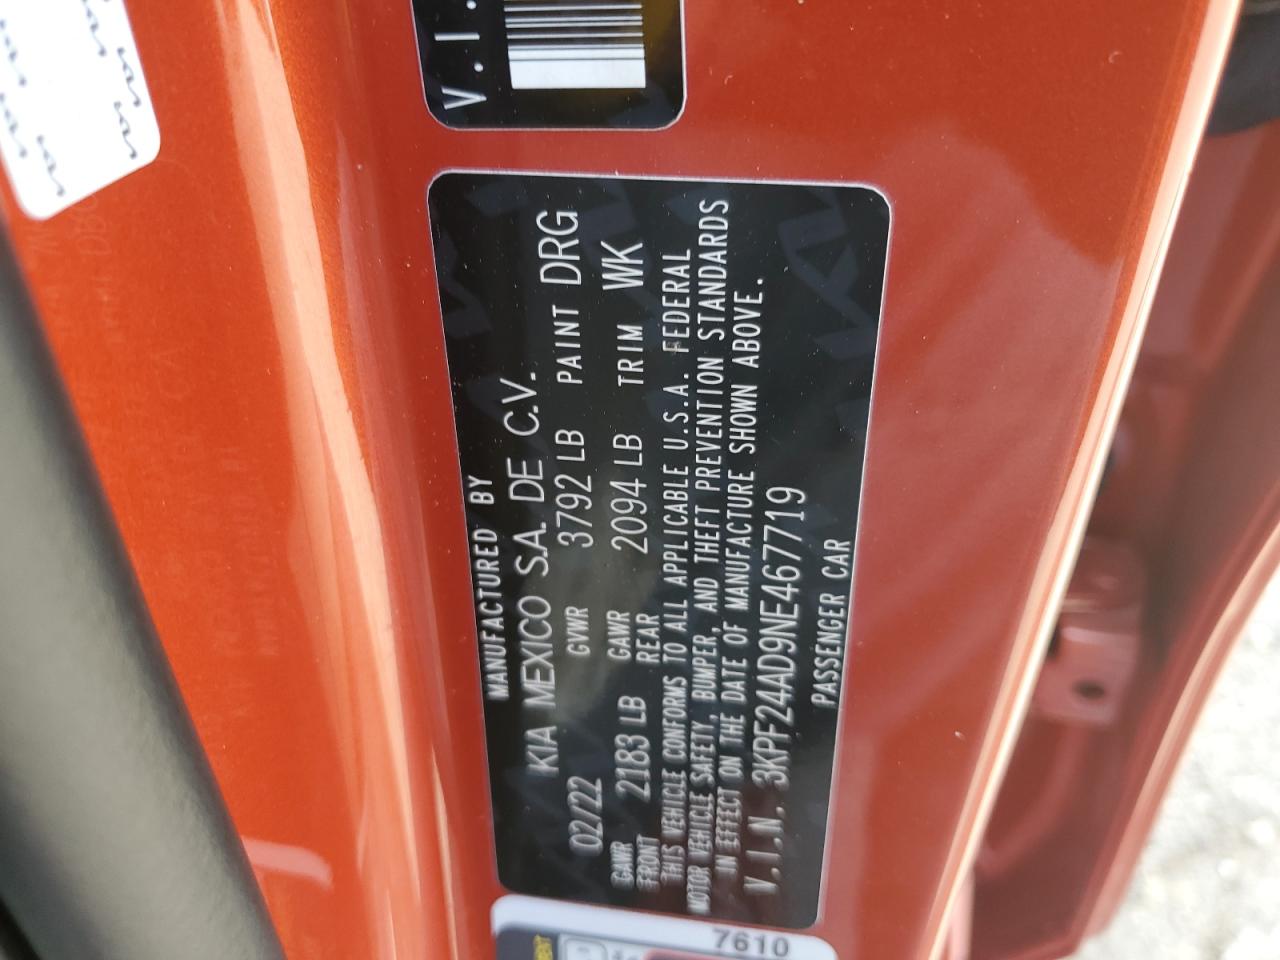 V.I.
MANUFACTURED BY
KIA MEXICO S.A. DE C.V.
02/22 GVWR 3792 LB PAINT DRG
GAWR FRONT 2183 LB GAWR REAR 2094 LB TRIM WK
THIS VEHICLE CONFORMS TO ALL APPLICABLE U.S.A. FEDERAL
MOTOR VEHICLE SAFETY, BUMPER, AND THEFT PREVENTION STANDARDS
IN EFFECT ON THE DATE OF MANUFACTURE SHOWN ABOVE.
V.I.N. 3KPF24AD9NE467719
PASSENGER CAR
7610